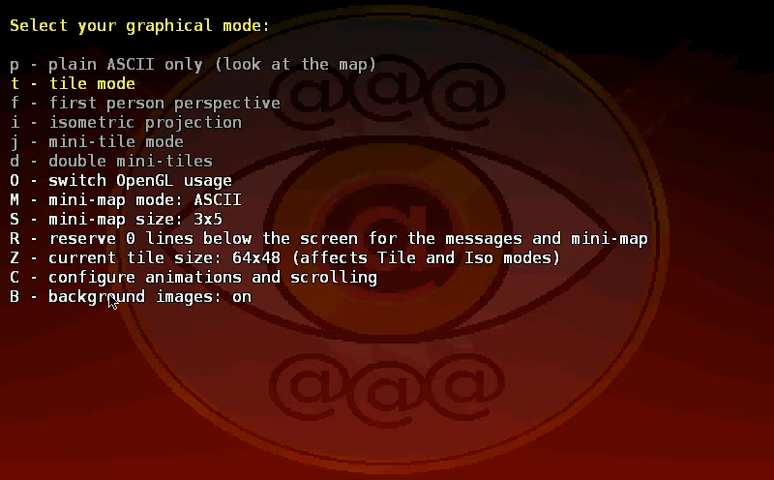 Select your graphical mode:
p - plain ASCII only (look at the map)
t - tile mode
f - first person perspective
i - isometric projection
j - mini-tile mode
d - double mini-tiles
O - switch OpenGL usage
M - mini-map mode: ASCII
S - mini-map size: 3x5
R - reserve 0 lines below the screen for the messages and mini-map
Z - current tile size: 64x48 (affects Tile and Iso modes)
C - configure animations and scrolling
B - background images: on
@@@
@
@@@